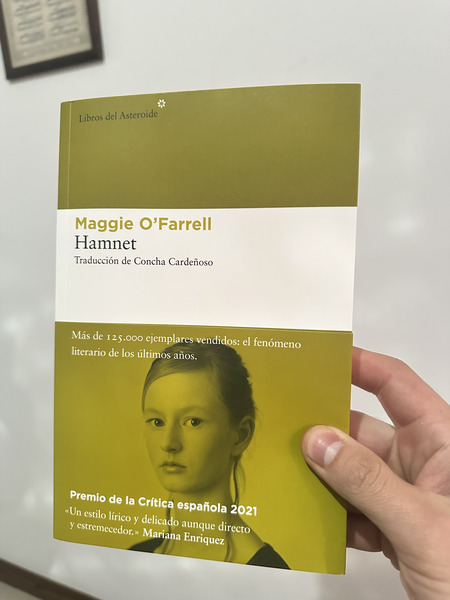 Libros del Asteroide
Maggie O'Farrell
Hamnet
Traducción de Concha Cardeñoso
Más de 125.000 ejemplares vendidos: el fenómeno
literario de los últimos años.
Premio de la Crítica española 2021
«Un estilo lírico y delicado aunque directo
y estremecedor.» Mariana Enriquez